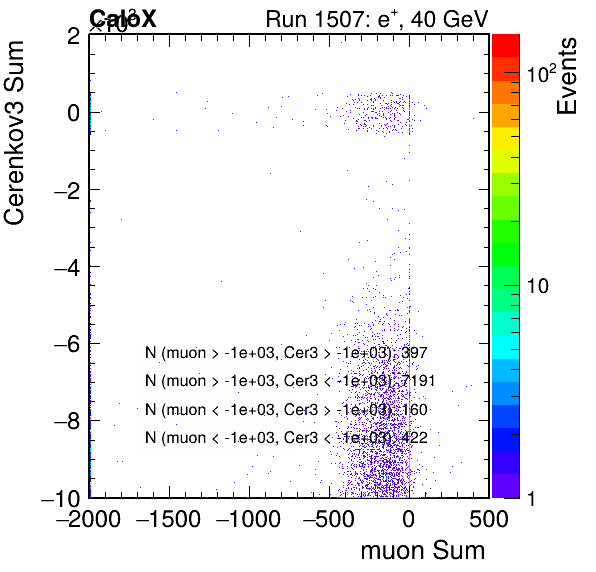 ×10³
CaloX
Run 1507: e⁺, 40 GeV
Cerenkov3 Sum
2
0
−2
−4
−6
−8
−10
N (muon > -1e+03, Cer3 > -1e+03): 397
N (muon > -1e+03, Cer3 < -1e+03): 7191
N (muon < -1e+03, Cer3 > -1e+03): 160
N (muon < -1e+03, Cer3 < -1e+03): 422
−2000 −1500 −1000 −500 0 500
muon Sum
Events
10²
10
1